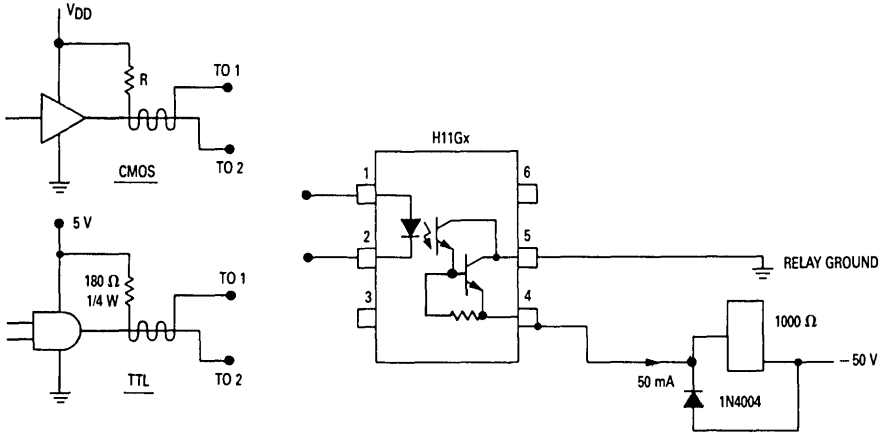 VDD
R
TO 1
TO 2
CMOS
5 V
180 Ω
1/4 W
TO 1
TO 2
TTL
H11Gx
1
2
3
6
5
4
RELAY GROUND
1000 Ω
50 mA
1N4004
– 50 V